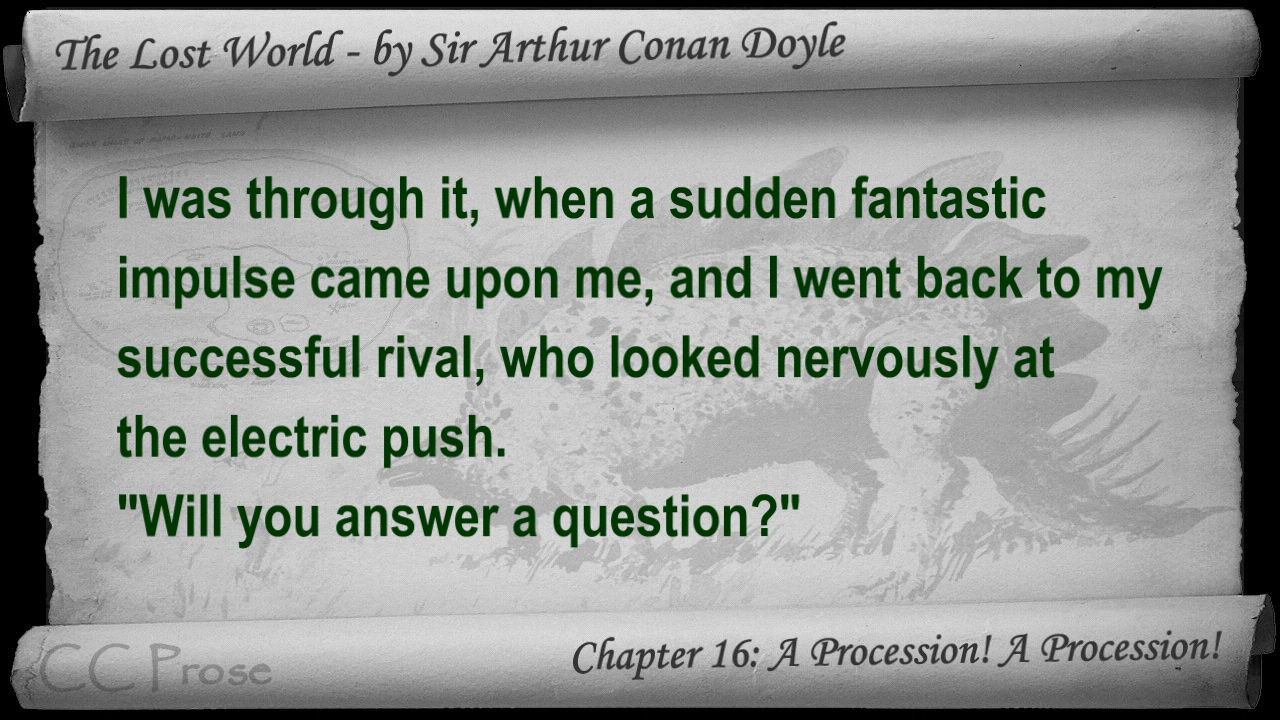 The Lost World - by Sir Arthur Conan Doyle
I was through it, when a sudden fantastic
impulse came upon me, and I went back to my
successful rival, who looked nervously at
the electric push.
"Will you answer a question?"
CC Prose
Chapter 16: A Procession! A Procession!